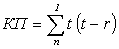 КП = ∑ₙ¹ t (t − r)